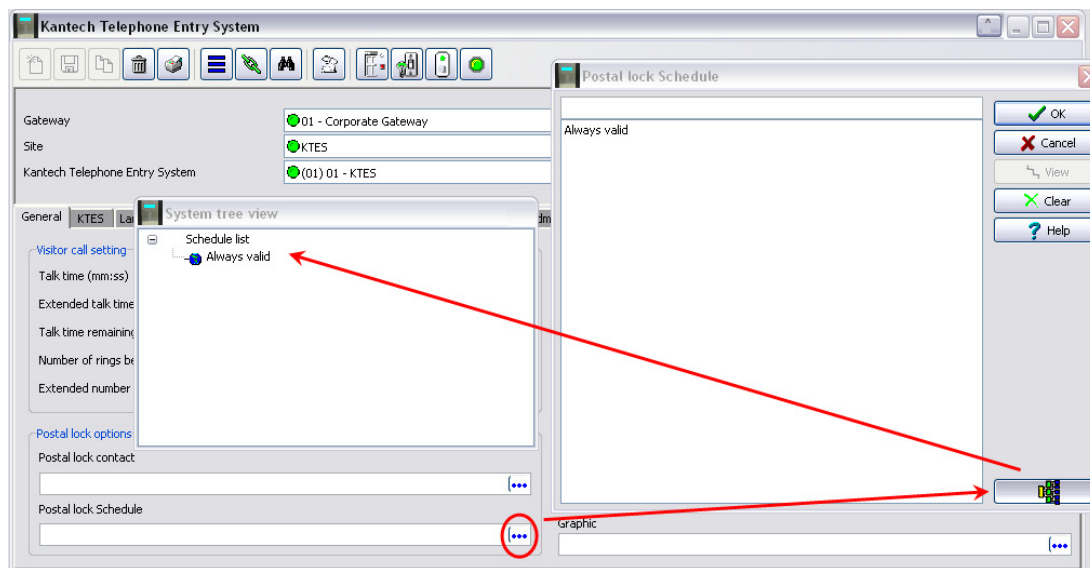 Kantech Telephone Entry System
Gateway
01 - Corporate Gateway
Site
KTES
Kantech Telephone Entry System
(01) 01 - KTES
General
KTES
Visitor call setting
Talk time (mm:ss)
Extended talk time
Talk time remaining
Number of rings
Extended number
Postal lock options
Postal lock contact
Postal lock Schedule
System tree view
Schedule list
Always valid
Postal lock Schedule
Always valid
OK
Cancel
View
Clear
Help
Graphic